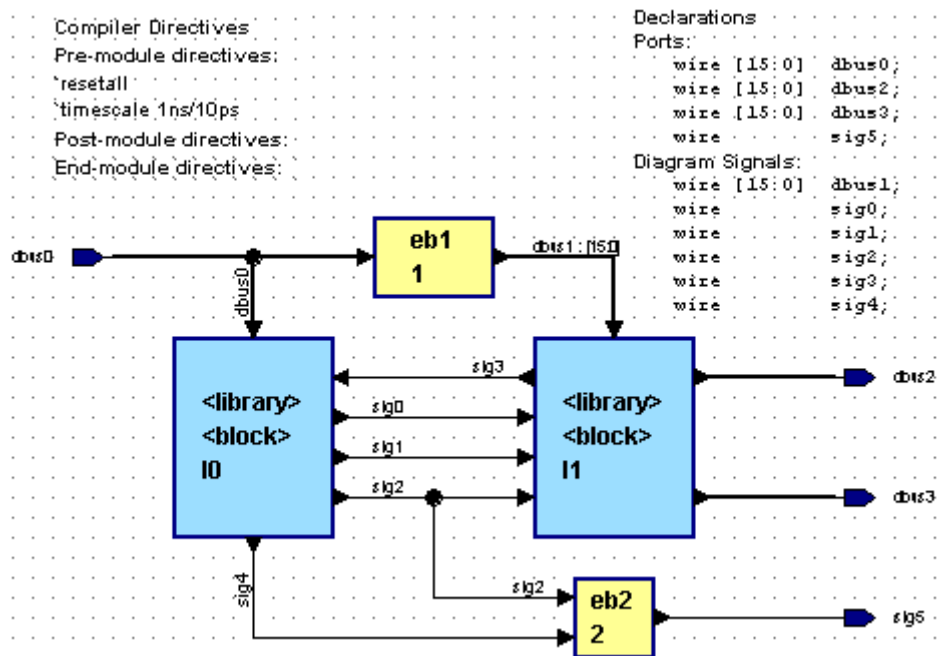 Compiler Directives
Pre-module directives:
`resetall
`timescale 1ns/10ps
Post-module directives:
End-module directives:
Declarations
Ports:
wire [15:0] dbus0;
wire [15:0] dbus2;
wire [15:0] dbus3;
wire sig5;
Diagram Signals:
wire [15:0] dbus1;
wire sig0;
wire sig1;
wire sig2;
wire sig3;
wire sig4;
dbus0
eb1
1
dbus1 : [15:0]
dbus0
<library>
<block>
I0
sig3
sig0
sig1
sig2
<library>
<block>
I1
dbus2
dbus3
sig4
sig2
eb2
2
sig5